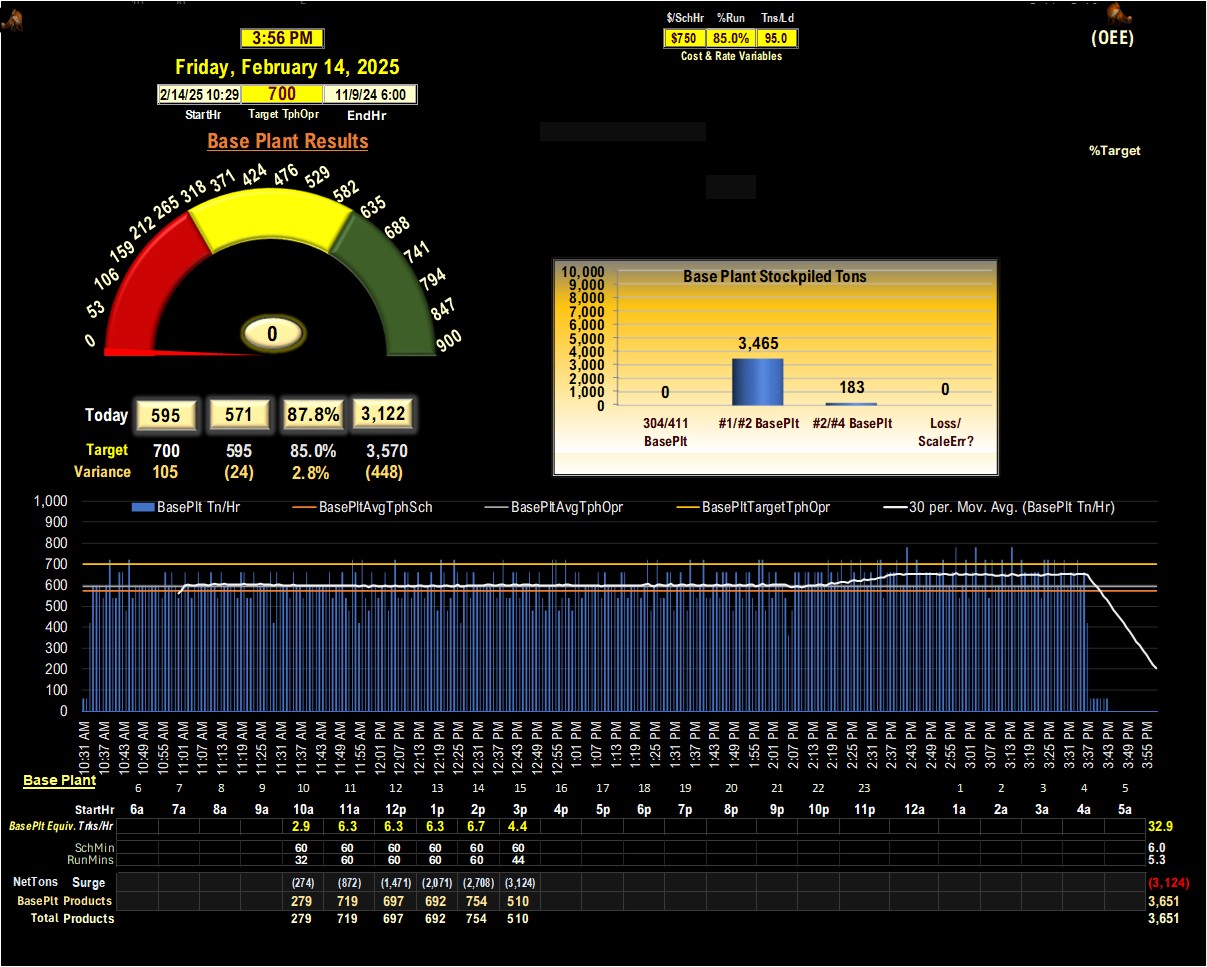 $/SchHr %Run Tns/Ld
3:56 PM
$750 85.0% 95.0
(OEE)
Cost & Rate Variables
Friday, February 14, 2025
2/14/25 10:29 700 11/9/24 6:00
StartHr Target TphOpr EndHr
Base Plant Results
%Target
0 53 106 159 212 265 318 371 424 476 529 582 635 688 741 794 847 900
0
Base Plant Stockpiled Tons
10,000
9,000
8,000
7,000
6,000
5,000
4,000
3,000
2,000
1,000
0
0 3,465 183 0
304/411 BasePlt
#1/#2 BasePlt
#2/#4 BasePlt
Loss/ ScaleErr?
Today 595 571 87.8% 3,122
Target 700 595 85.0% 3,570
Variance 105 (24) 2.8% (448)
BasePlt Tn/Hr BasePltAvgTphSch BasePltAvgTphOpr BasePltTargetTphOpr 30 per. Mov. Avg. (BasePlt Tn/Hr)
1,000
900
800
700
600
500
400
300
200
100
0
10:31 AM 10:37 AM 10:43 AM 10:49 AM 10:55 AM 11:01 AM 11:07 AM 11:13 AM 11:19 AM 11:25 AM 11:31 AM 11:37 AM 11:43 AM 11:49 AM 11:55 AM 12:01 PM 12:07 PM 12:13 PM 12:19 PM 12:25 PM 12:31 PM 12:37 PM 12:43 PM 12:49 PM 12:55 PM 1:01 PM 1:07 PM 1:13 PM 1:19 PM 1:25 PM 1:31 PM 1:37 PM 1:43 PM 1:49 PM 1:55 PM 2:01 PM 2:07 PM 2:13 PM 2:19 PM 2:25 PM 2:31 PM 2:37 PM 2:43 PM 2:49 PM 2:55 PM 3:01 PM 3:07 PM 3:13 PM 3:19 PM 3:25 PM 3:31 PM 3:37 PM 3:43 PM 3:49 PM 3:55 PM
Base Plant
6 7 8 9 10 11 12 13 14 15 16 17 18 19 20 21 22 23 1 2 3 4 5
StartHr 6a 7a 8a 9a 10a 11a 12p 1p 2p 3p 4p 5p 6p 7p 8p 9p 10p 11p 12a 1a 2a 3a 4a 5a
BasePlt Equiv. Trks/Hr 2.9 6.3 6.3 6.3 6.7 4.4 32.9
SchMin 60 60 60 60 60 60 6.0
RunMins 32 60 60 60 60 44 5.3
NetTons Surge (274) (872) (1,471) (2,071) (2,708) (3,124) (3,124)
BasePlt Products 279 719 697 692 754 510 3,651
Total Products 279 719 697 692 754 510 3,651